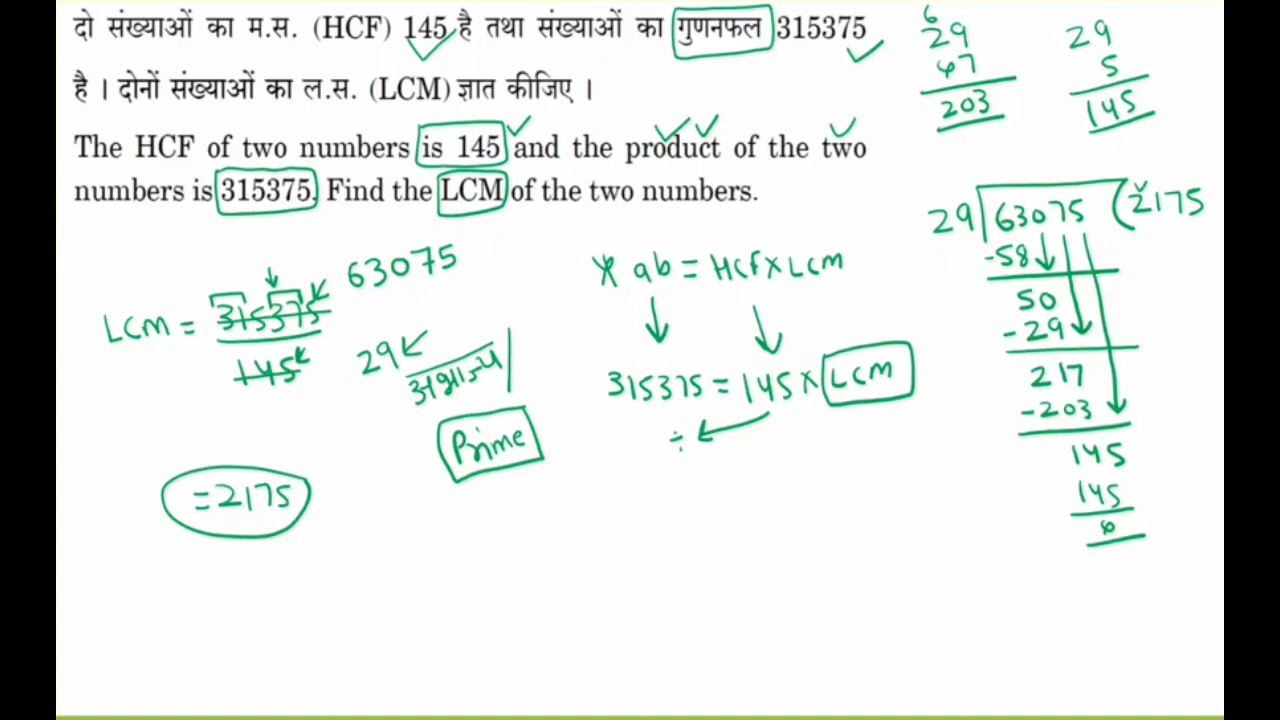 दो संख्याओं का म.स. (HCF) 145 है तथा संख्याओं का गुणनफल 315375
है । दोनों संख्याओं का ल.स. (LCM) ज्ञात कीजिए ।
The HCF of two numbers is 145 and the product of the two
numbers is 315375. Find the LCM of the two numbers.
LCM = 315375
145
63075
29
Prime
= 2175
ab = HCF × LCM
315375 = 145 × LCM
÷
6
29
7
203
29
5
145
29 63075 2175
-58
50
-29
217
-203
145
145
0